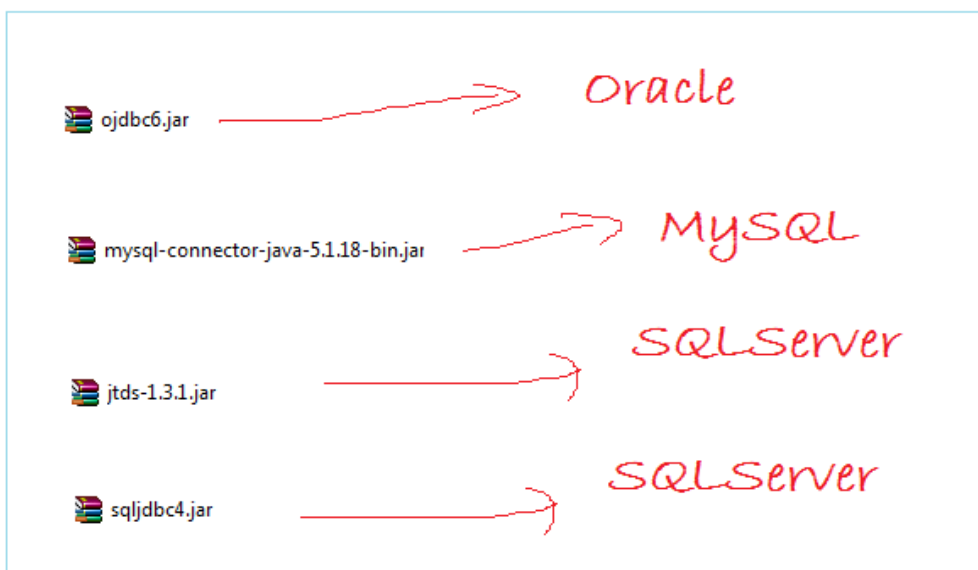 ojdbc6.jar Oracle
mysql-connector-java-5.1.18-bin.jar MySQL
jtds-1.3.1.jar SQLServer
sqljdbc4.jar SQLServer